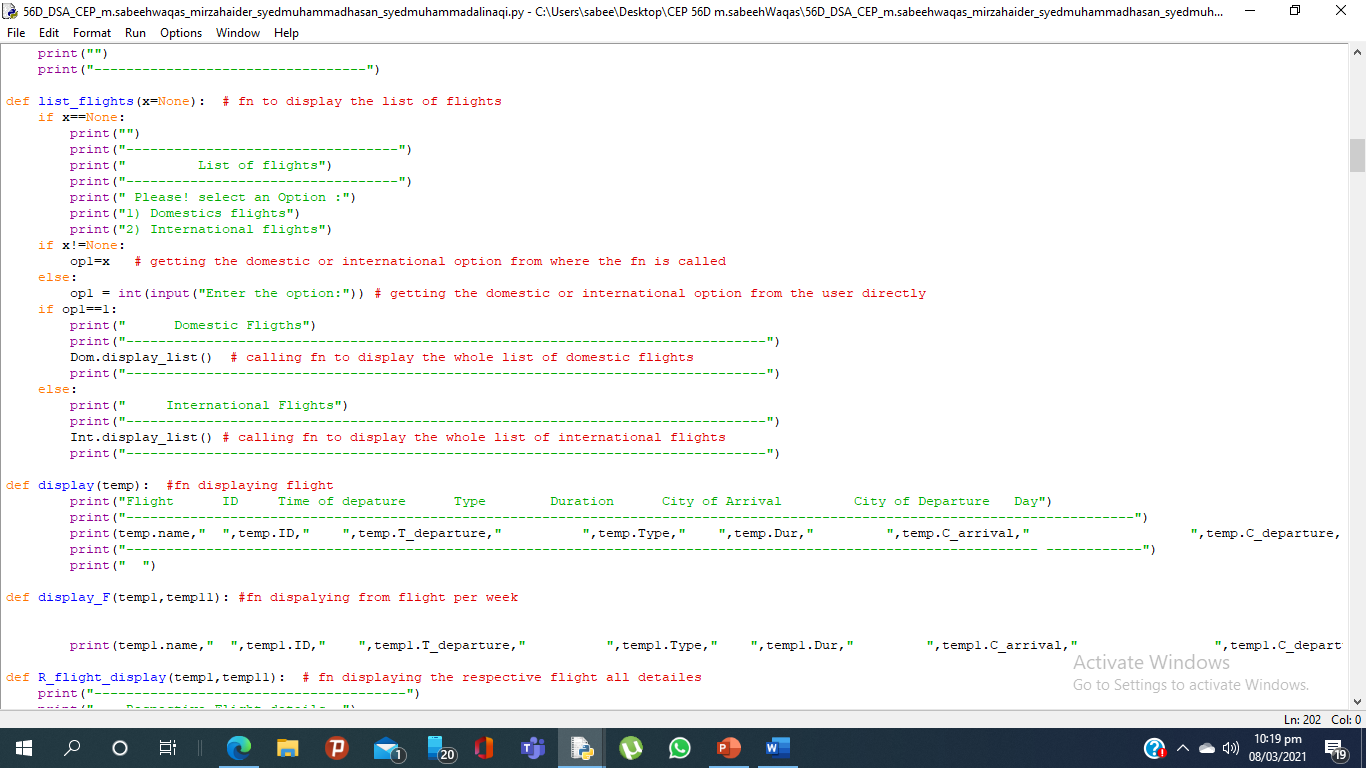 56D_DSA_CEP_m.sabeehwaqas_mirzahaider_syedmuhammadhasan_syedmuhammadalinaqi.py - C:\Users\sabee\Desktop\CEP 56D m.sabeehWaqas\56D_DSA_CEP_m.sabeehwaqas_mirzahaider_syedmuhammadhasan_syedmuh...
File Edit Format Run Options Window Help
    print("")
    print("----------------------------------")

def list_flights(x=None):  # fn to display the list of flights
    if x==None:
        print("")
        print("----------------------------------")
        print("         List of flights")
        print("----------------------------------")
        print(" Please! select an Option :")
        print("1) Domestics flights")
        print("2) International flights")
    if x!=None:
        op1=x   # getting the domestic or international option from where the fn is called
    else:
        op1 = int(input("Enter the option:")) # getting the domestic or international option from the user directly
    if op1==1:
        print("      Domestic Fligths")
        print("--------------------------------------------------------------------------------")
        Dom.display_list()  # calling fn to display the whole list of domestic flights
        print("--------------------------------------------------------------------------------")
    else:
        print("     International Flights")
        print("--------------------------------------------------------------------------------")
        Int.display_list() # calling fn to display the whole list of international flights
        print("--------------------------------------------------------------------------------")

def display(temp):  #fn displaying flight
        print("Flight      ID     Time of depature      Type        Duration      City of Arrival         City of Departure   Day")
        print("------------------------------------------------------------------------------------------------------------------------------")
        print(temp.name,"  ",temp.ID,"    ",temp.T_departure,"          ",temp.Type,"    ",temp.Dur,"         ",temp.C_arrival,"                    ",temp.C_departure,
        print("------------------------------------------------------------------------------------------------------------------ ------------")
        print("  ")

def display_F(temp1,temp11): #fn dispalying from flight per week

        print(temp1.name,"  ",temp1.ID,"    ",temp1.T_departure,"          ",temp1.Type,"    ",temp1.Dur,"         ",temp1.C_arrival,"                 ",temp1.C_depart
Activate Windows
def R_flight_display(temp1,temp11):  # fn displaying the respective flight all detailes
Go to Settings to activate Windows.
        print("---------------------------------------")
        print("    Respective Flight details  ")
Ln: 202 Col: 0
1
20
10:19 pm
08/03/2021
19